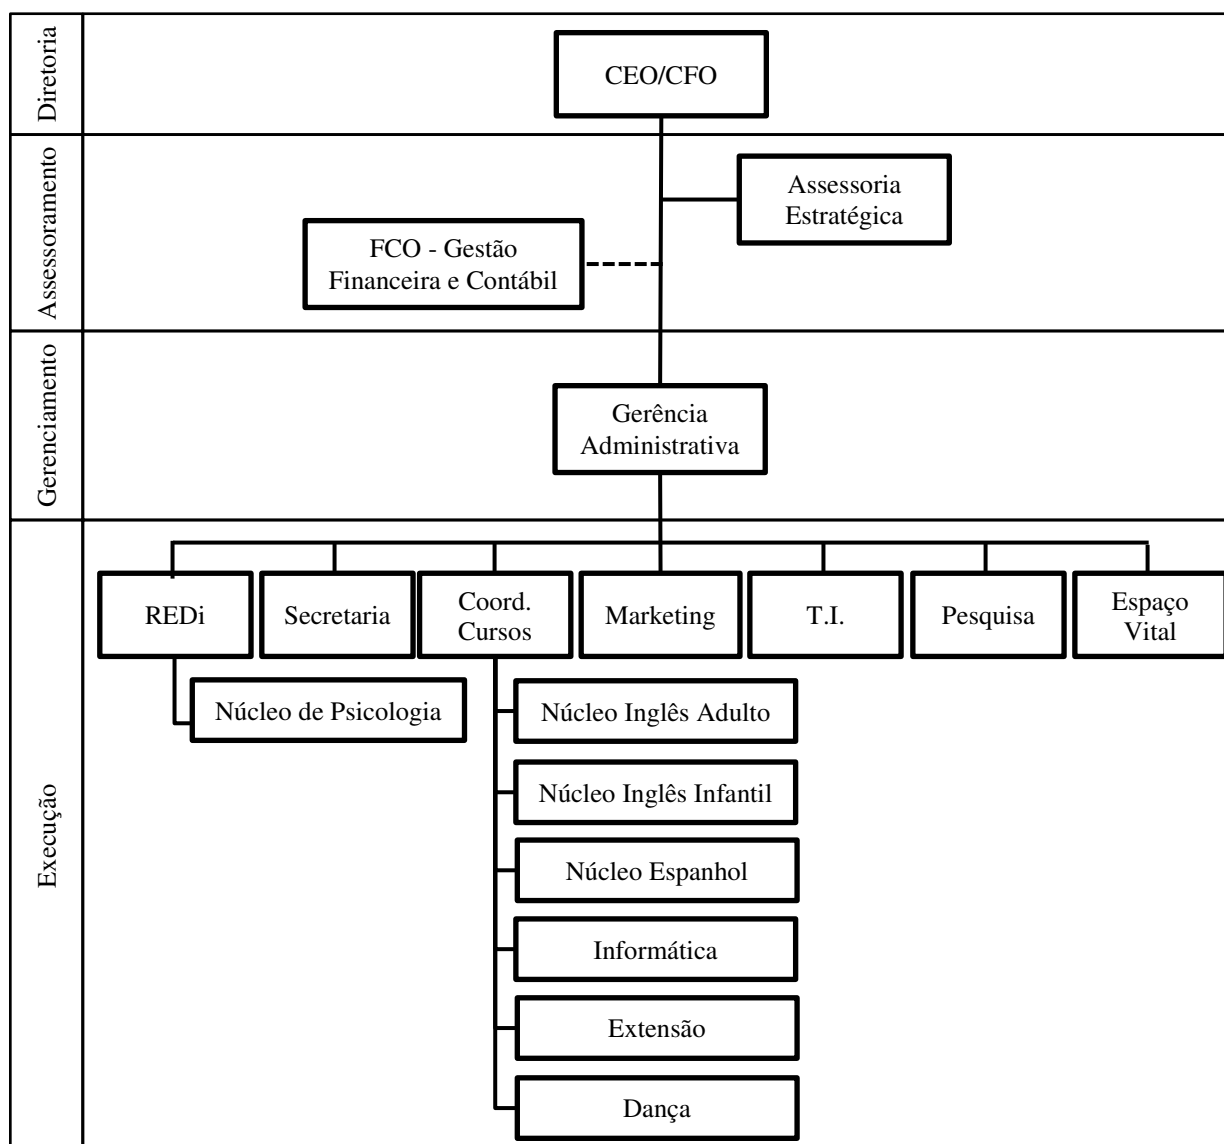 Diretoria
CEO/CFO
Assessoramento
Assessoria
Estratégica
FCO - Gestão
Financeira e Contábil
Gerenciamento
Gerência
Administrativa
Execução
REDi
Secretaria
Coord.
Cursos
Marketing
T.I.
Pesquisa
Espaço
Vital
Núcleo de Psicologia
Núcleo Inglês Adulto
Núcleo Inglês Infantil
Núcleo Espanhol
Informática
Extensão
Dança